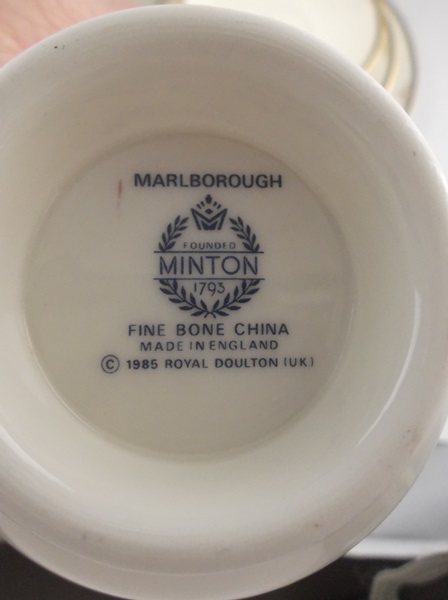 MARLBOROUGH
FOUNDED
MINTON
1793
FINE BONE CHINA
MADE IN ENGLAND
© 1985 ROYAL DOULTON (UK)